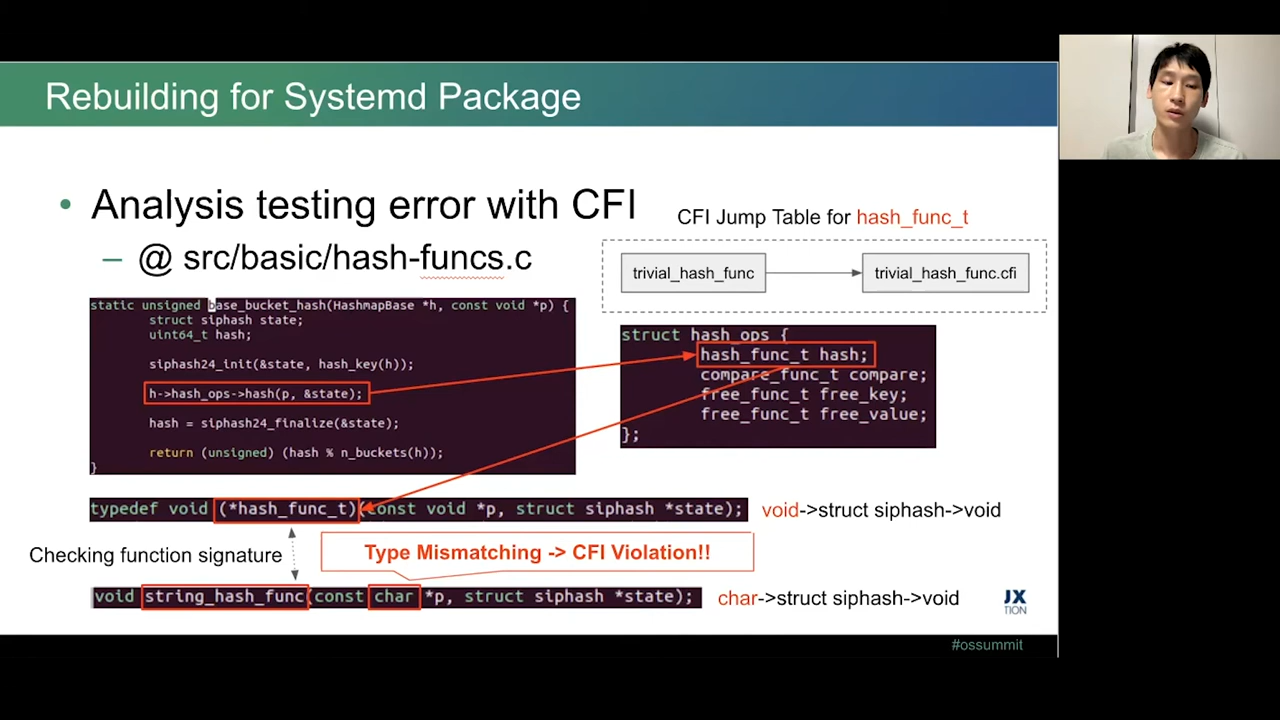 Rebuilding for Systemd Package
• Analysis testing error with CFI
– @ src/basic/hash-funcs.c
CFI Jump Table for hash_func_t
trivial_hash_func
trivial_hash_func.cfi
static unsigned base_bucket_hash(HashmapBase *h, const void *p) {
struct siphash state;
uint64_t hash;
siphash24_init(&state, hash_key(h));
h->hash_ops->hash(p, &state);
hash = siphash24_finalize(&state);
return (unsigned) (hash % n_buckets(h));
}
struct hash_ops {
hash_func_t hash;
compare_func_t compare;
free_func_t free_key;
free_func_t free_value;
};
typedef void (*hash_func_t)(const void *p, struct siphash *state);
void->struct siphash->void
Checking function signature
Type Mismatching -> CFI Violation!!
void string_hash_func(const char *p, struct siphash *state);
char->struct siphash->void
JX
TION
#ossummit